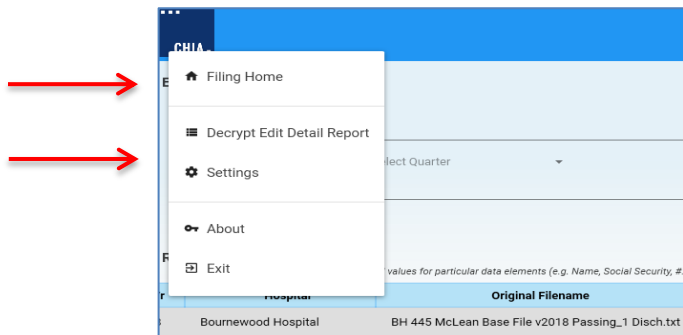 CHIA
E
Filing Home
Decrypt Edit Detail Report
lect Quarter
Settings
About
R
Exit
values for particular data elements (e.g. Name, Social Security, #
r Hospital Original Filename
Bournewood Hospital BH 445 McLean Base File v2018 Passing_1 Disch.txt